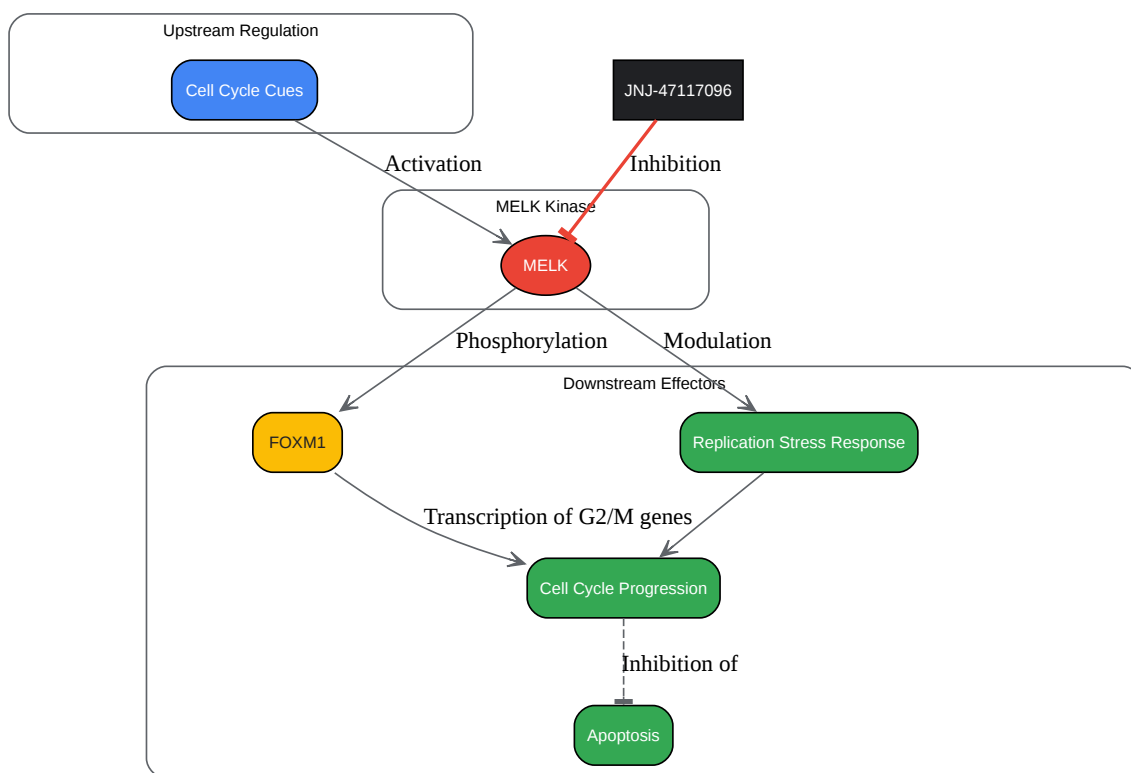 Upstream Regulation
Cell Cycle Cues
JNJ-47117096
Activation
Inhibition
MELK Kinase
MELK
Phosphorylation
Modulation
Downstream Effectors
FOXM1
Replication Stress Response
Transcription of G2/M genes
Cell Cycle Progression
Inhibition of
Apoptosis